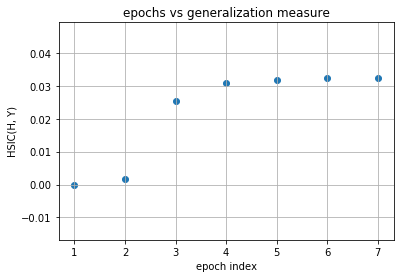 epochs vs generalization measure
HSIC(H, Y)
0.04
0.03
0.02
0.01
0.00
−0.01
1 2 3 4 5 6 7
epoch index